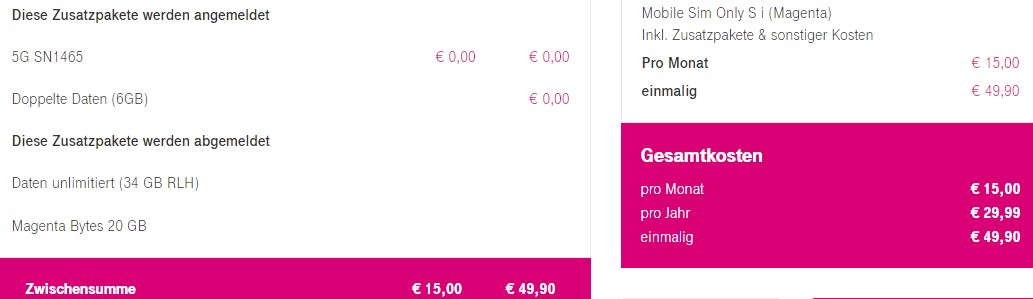 Diese Zusatzpakete werden angemeldet
5G SN1465 € 0,00 € 0,00
Doppelte Daten (6GB) € 0,00
Diese Zusatzpakete werden abgemeldet
Daten unlimitiert (34 GB RLH)
Magenta Bytes 20 GB
Zwischensumme € 15,00 € 49,90
Mobile Sim Only S i (Magenta)
Inkl. Zusatzpakete & sonstiger Kosten
Pro Monat € 15,00
einmalig € 49,90
Gesamtkosten
pro Monat € 15,00
pro Jahr € 29,99
einmalig € 49,90